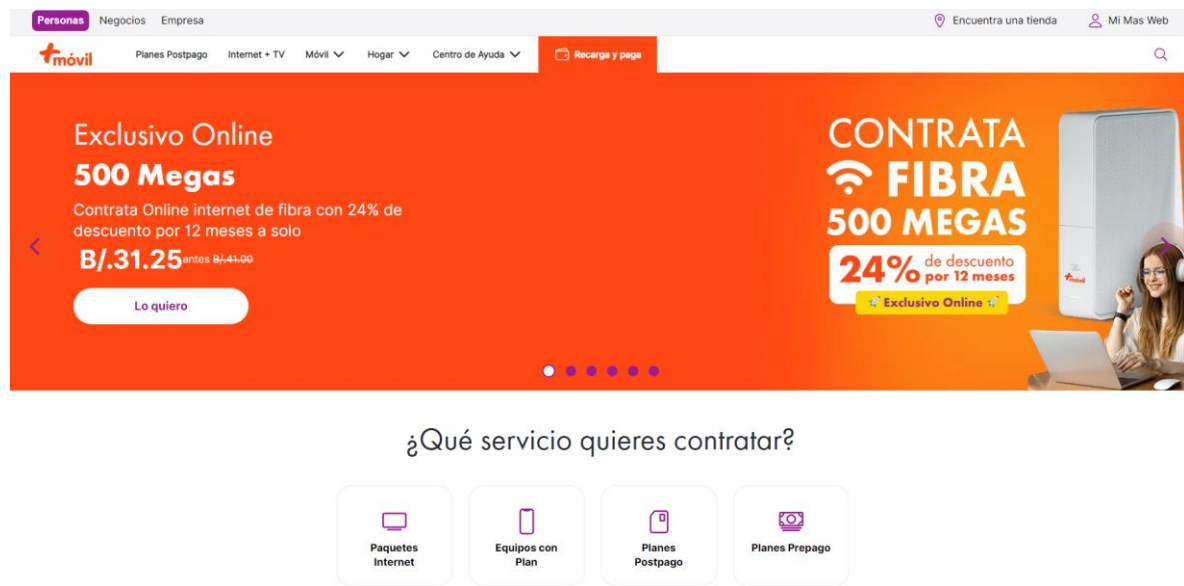 Personas Negocios Empresa Encuentra una tienda Mi Mas Web
+móvil Planes Postpago Internet + TV Móvil Hogar Centro de Ayuda Recarga y paga
Exclusivo Online
500 Megas
Contrata Online internet de fibra con 24% de
descuento por 12 meses a solo
B/.31.25 antes B/.41.00
Lo quiero
CONTRATA
FIBRA
500 MEGAS
24% de descuento
por 12 meses
Exclusivo Online
+móvil
¿Qué servicio quieres contratar?
Paquetes
Internet
Equipos con
Plan
Planes
Postpago
Planes Prepago